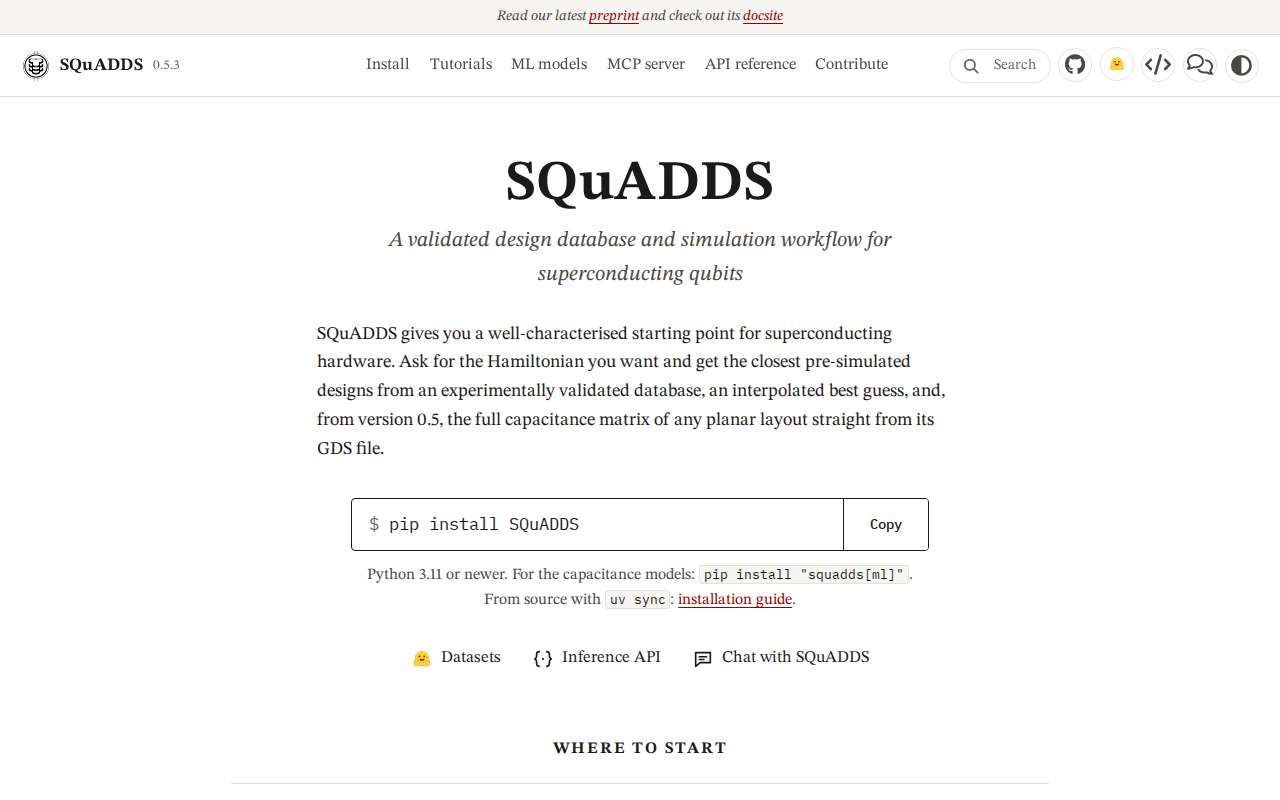 Read our latest preprint and check out its docsite
SQuADDS 0.5.3 Install Tutorials ML models MCP server API reference Contribute Search
SQuADDS
A validated design database and simulation workflow for
superconducting qubits
SQuADDS gives you a well-characterised starting point for superconducting
hardware. Ask for the Hamiltonian you want and get the closest pre-simulated
designs from an experimentally validated database, an interpolated best guess, and,
from version 0.5, the full capacitance matrix of any planar layout straight from its
GDS file.
$ pip install SQuADDS Copy
Python 3.11 or newer. For the capacitance models: pip install "squadds[ml]".
From source with uv sync: installation guide.
Datasets Inference API Chat with SQuADDS
WHERE TO START